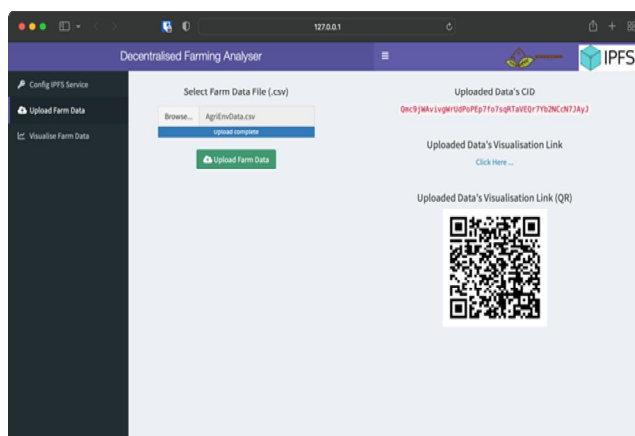 127.0.0.1
Decentralised Farming Analyser
IPFS
Config IPFS Service
Upload Farm Data
Visualise Farm Data
Select Farm Data File (.csv)
Browse...
AgriEnvData.csv
Upload complete
Upload Farm Data
Uploaded Data's CID
Qmc9jWAvivgWrUdPoPEp7fo7sqRTaVEQr7Yb2NCcN7JAyJ
Uploaded Data's Visualisation Link
Click Here ...
Uploaded Data's Visualisation Link (QR)